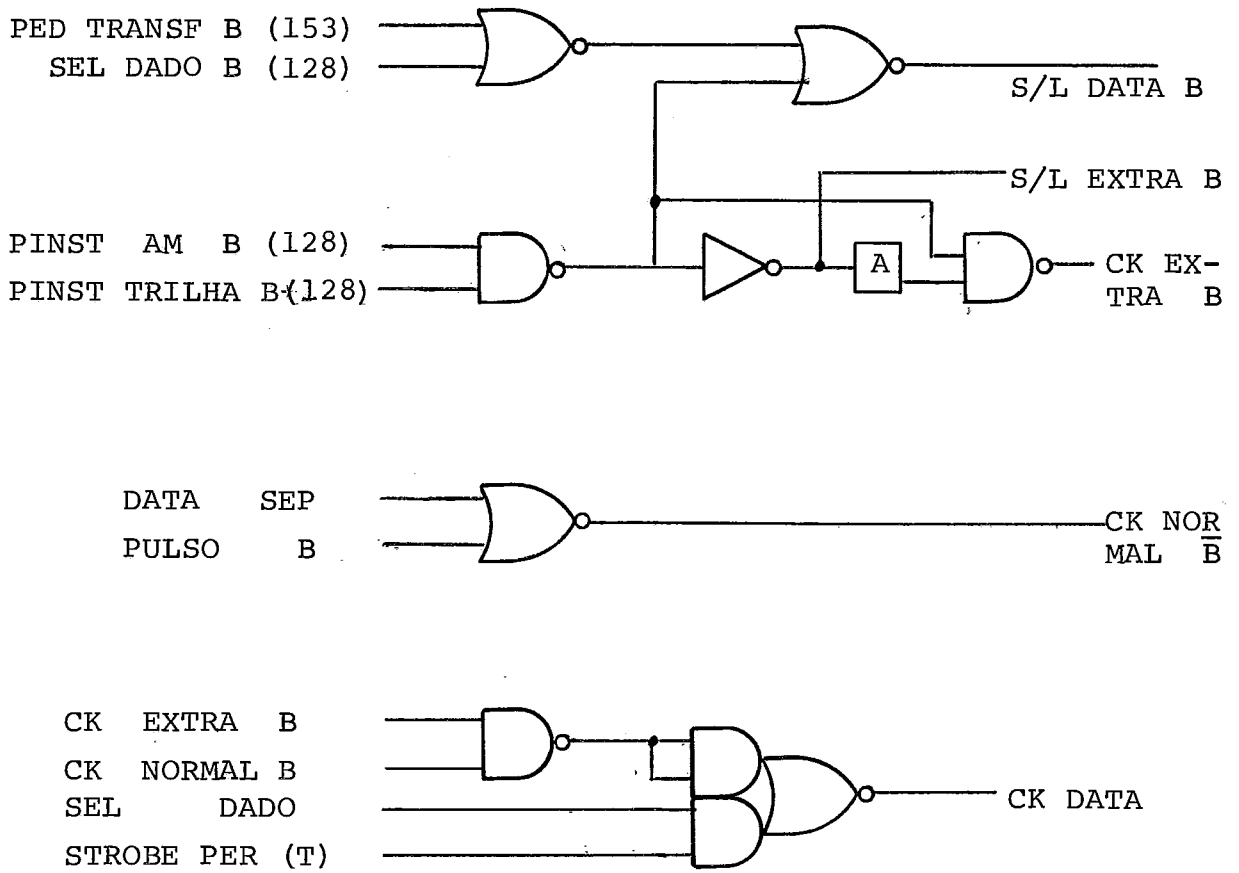 PED TRANSF B (153)
SEL DADO B (128)
S/L DATA B
S/L EXTRA B
PINST AM B (128)
PINST TRILHA B (128)
A
CK EX-
TRA B
DATA SEP
PULSO B
CK NOR
MAL B
CK EXTRA B
CK NORMAL B
SEL DADO
STROBE PER (T)
CK DATA